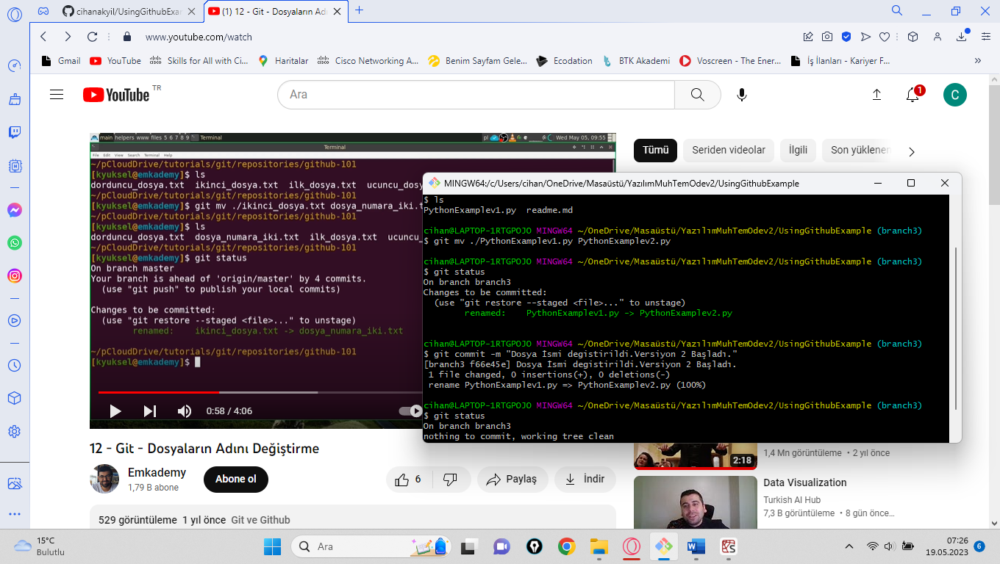 cihanakyil/UsingGithubExar
(1) 12 - Git - Dosyaların Adı
www.youtube.com/watch
Gmail
YouTube
Skills for All with Ci...
Haritalar
Cisco Networking A...
Benim Sayfam Gele...
Ecodation
BTK Akademi
Voscreen - The Ener...
İş İlanları - Kariyer F...
YouTube TR
Ara
1
C
main helpers www files 5 6 7 8 9 Terminal
pl
Wed May 05, 09:55
Terminal
File Edit View Search Terminal Help
~/pCloudDrive/tutorials/git/repositories/github-101
[kyuksel@emkademy]$ ls
dorduncu_dosya.txt ikinci_dosya.txt ilk_dosya.txt ucuncu_dosy
[kyuksel@emkademy]$ git mv ./ikinci_dosya.txt dosya_numara_iki.t
~/pCloudDrive/tutorials/git/repositories/github-101
[kyuksel@emkademy]$ ls
dorduncu_dosya.txt dosya_numara_iki.txt ilk_dosya.txt ucuncu_
~/pCloudDrive/tutorials/git/repositories/github-101
[kyuksel@emkademy]$ git status
On branch master
Your branch is ahead of 'origin/master' by 4 commits.
(use "git push" to publish your local commits)
Changes to be committed:
(use "git restore --staged <file>..." to unstage)
renamed: ikinci_dosya.txt -> dosya_numara_iki.txt
~/pCloudDrive/tutorials/git/repositories/github-101
[kyuksel@emkademy]$
0:58 / 4:06
12 - Git - Dosyaların Adını Değiştirme
Emkademy
1,79 B abone
Abone ol
6
Paylaş
İndir
529 görüntüleme 1 yıl önce Git ve Github
Tümü
Seriden videolar
İlgili
Son yüklenen
MINGW64:/c/Users/cihan/OneDrive/Masaüstü/YazılımMuhTemOdev2/UsingGithubExample
$ ls
PythonExamplev1.py readme.md
cihan@LAPTOP-1RTGPOJO MINGW64 ~/OneDrive/Masaüstü/YazılımMuhTemOdev2/UsingGithubExample (branch3)
$ git mv ./PythonExamplev1.py PythonExamplev2.py
cihan@LAPTOP-1RTGPOJO MINGW64 ~/OneDrive/Masaüstü/YazılımMuhTemOdev2/UsingGithubExample (branch3)
$ git status
On branch branch3
Changes to be committed:
(use "git restore --staged <file>..." to unstage)
renamed: PythonExamplev1.py -> PythonExamplev2.py
cihan@LAPTOP-1RTGPOJO MINGW64 ~/OneDrive/Masaüstü/YazılımMuhTemOdev2/UsingGithubExample (branch3)
$ git commit -m "Dosya İsmi degistirildi.Versiyon 2 Başladı."
[branch3 f66e45e] Dosya İsmi degistirildi.Versiyon 2 Başladı.
1 file changed, 0 insertions(+), 0 deletions(-)
rename PythonExamplev1.py => PythonExamplev2.py (100%)
cihan@LAPTOP-1RTGPOJO MINGW64 ~/OneDrive/Masaüstü/YazılımMuhTemOdev2/UsingGithubExample (branch3)
$ git status
On branch branch3
nothing to commit, working tree clean
2:18
1,4 Mn görüntüleme • 2 yıl önce
Data Visualization
Turkish AI Hub
7,3 B görüntüleme • 8 gün önce...
15°C
Bulutlu
Ara
07:26
19.05.2023
6